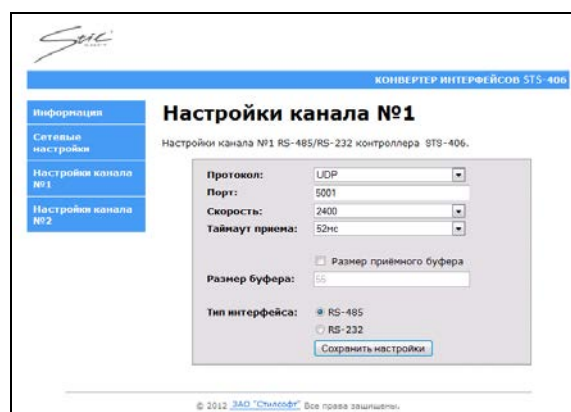 Stilсофт
КОНВЕРТЕР ИНТЕРФЕЙСОВ STS-406
Информация
Сетевые
настройки
Настройки канала
№1
Настройки канала
№2
Настройки канала №1
Настройки канала №1 RS-485/RS-232 контроллера STS-406.
Протокол: UDP
Порт: 5001
Скорость: 2400
Таймаут приема: 52мс
Размер приёмного буфера
Размер буфера: 55
Тип интерфейса: RS-485
RS-232
Сохранить настройки
© 2012 ЗАО "Стилсофт" Все права защищены.